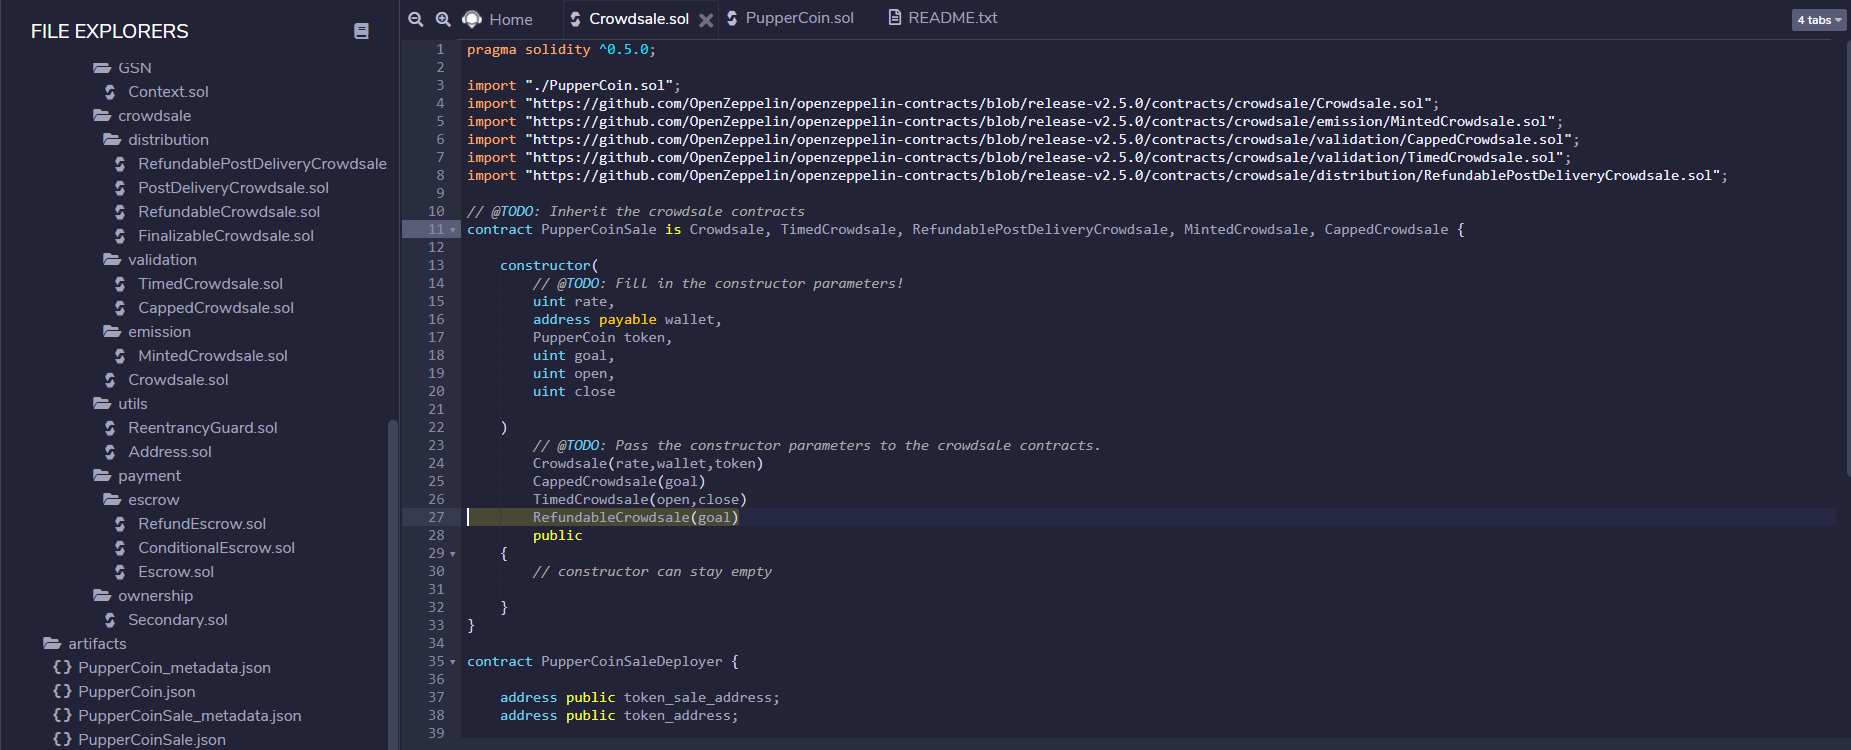 FILE EXPLORERS
GSN
Context.sol
crowdsale
distribution
RefundablePostDeliveryCrowdsale
PostDeliveryCrowdsale.sol
RefundableCrowdsale.sol
FinalizableCrowdsale.sol
validation
TimedCrowdsale.sol
CappedCrowdsale.sol
emission
MintedCrowdsale.sol
Crowdsale.sol
utils
ReentrancyGuard.sol
Address.sol
payment
escrow
RefundEscrow.sol
ConditionalEscrow.sol
Escrow.sol
ownership
Secondary.sol
artifacts
{} PupperCoin_metadata.json
{} PupperCoin.json
{} PupperCoinSale_metadata.json
{} PupperCoinSale.json
Home Crowdsale.sol PupperCoin.sol README.txt 4 tabs
1 pragma solidity ^0.5.0;
2
3 import "./PupperCoin.sol";
4 import "https://github.com/OpenZeppelin/openzeppelin-contracts/blob/release-v2.5.0/contracts/crowdsale/Crowdsale.sol";
5 import "https://github.com/OpenZeppelin/openzeppelin-contracts/blob/release-v2.5.0/contracts/crowdsale/emission/MintedCrowdsale.sol";
6 import "https://github.com/OpenZeppelin/openzeppelin-contracts/blob/release-v2.5.0/contracts/crowdsale/validation/CappedCrowdsale.sol";
7 import "https://github.com/OpenZeppelin/openzeppelin-contracts/blob/release-v2.5.0/contracts/crowdsale/validation/TimedCrowdsale.sol";
8 import "https://github.com/OpenZeppelin/openzeppelin-contracts/blob/release-v2.5.0/contracts/crowdsale/distribution/RefundablePostDeliveryCrowdsale.sol";
9
10 // @TODO: Inherit the crowdsale contracts
11 contract PupperCoinSale is Crowdsale, TimedCrowdsale, RefundablePostDeliveryCrowdsale, MintedCrowdsale, CappedCrowdsale {
12
13 constructor(
14 // @TODO: Fill in the constructor parameters!
15 uint rate,
16 address payable wallet,
17 PupperCoin token,
18 uint goal,
19 uint open,
20 uint close
21
22 )
23 // @TODO: Pass the constructor parameters to the crowdsale contracts.
24 Crowdsale(rate,wallet,token)
25 CappedCrowdsale(goal)
26 TimedCrowdsale(open,close)
27 RefundableCrowdsale(goal)
28 public
29 {
30 // constructor can stay empty
31
32 }
33 }
34
35 contract PupperCoinSaleDeployer {
36
37 address public token_sale_address;
38 address public token_address;
39